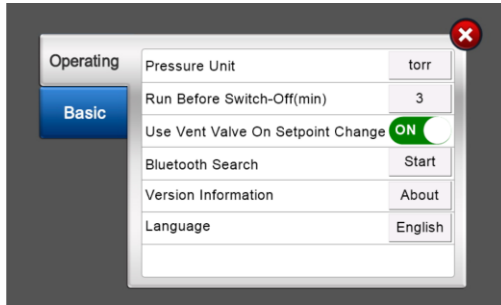 Operating
Basic
Pressure Unit torr
Run Before Switch-Off(min) 3
Use Vent Valve On Setpoint Change ON
Bluetooth Search Start
Version Information About
Language English